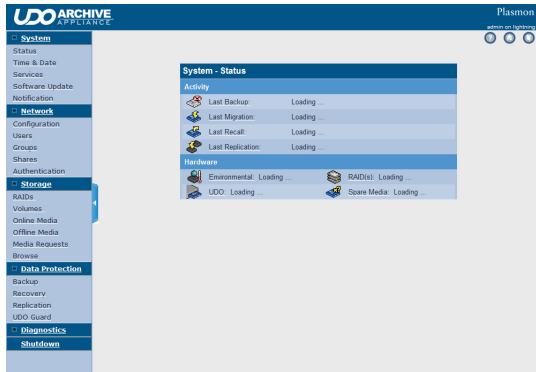 UDO ARCHIVE
APPLIANCE
Plasmon
admin on lightning
System
Status
Time & Date
Services
Software Update
Notification
Network
Configuration
Users
Groups
Shares
Authentication
Storage
RAIDs
Volumes
Online Media
Offline Media
Media Requests
Browse
Data Protection
Backup
Recovery
Replication
UDO Guard
Diagnostics
Shutdown
System - Status
Activity
Last Backup: Loading ...
Last Migration: Loading ...
Last Recall: Loading ...
Last Replication: Loading ...
Hardware
Environmental: Loading ... RAID(s): Loading ...
UDO: Loading ... Spare Media: Loading ...